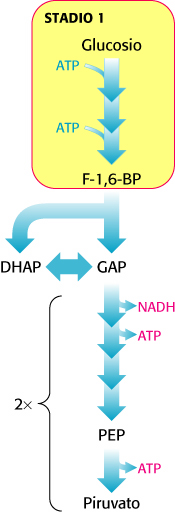 STADIO 1
Glucosio
ATP
ATP
F-1,6-BP
DHAP
GAP
NADH
ATP
2×
PEP
ATP
Piruvato